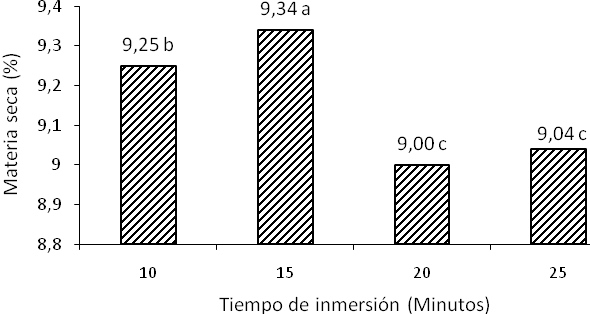 9,4
9,3
9,2
9,1
9
8,9
8,8
Materia seca (%)
9,25 b
9,34 a
9,00 c
9,04 c
10 15 20 25
Tiempo de inmersión (Minutos)